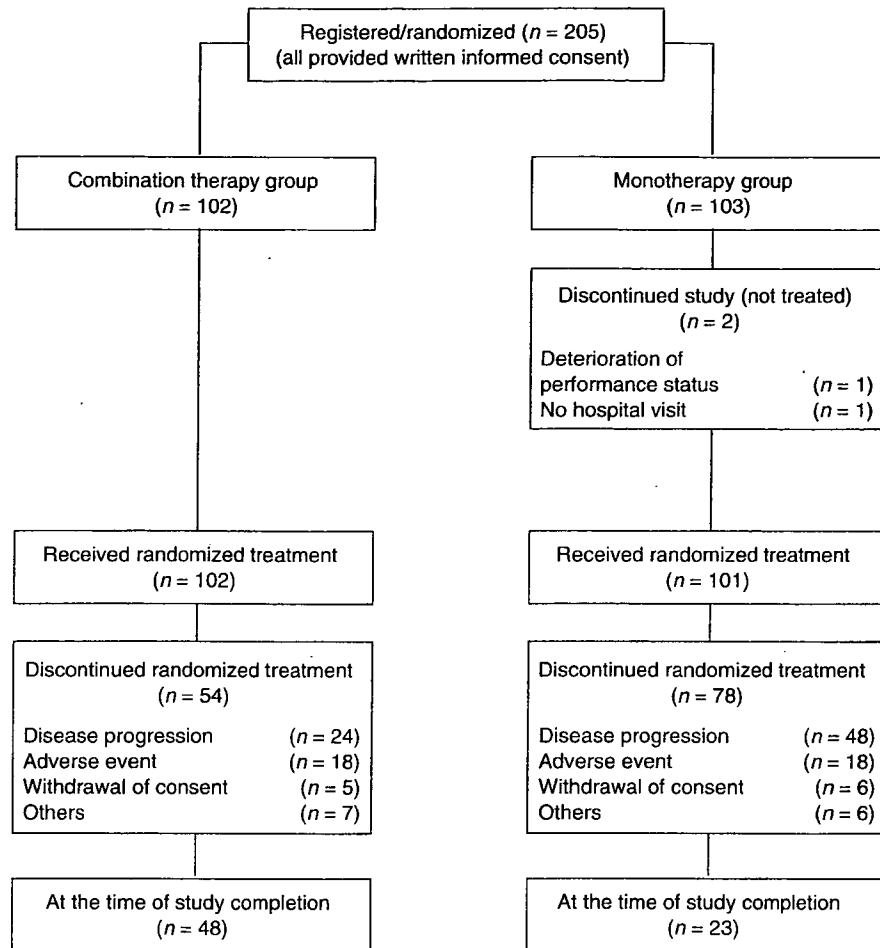 Registered/randomized (n = 205)
(all provided written informed consent)
Combination therapy group
(n = 102)
Monotherapy group
(n = 103)
Discontinued study (not treated)
(n = 2)
Deterioration of
performance status (n = 1)
No hospital visit (n = 1)
Received randomized treatment
(n = 102)
Received randomized treatment
(n = 101)
Discontinued randomized treatment
(n = 54)
Disease progression (n = 24)
Adverse event (n = 18)
Withdrawal of consent (n = 5)
Others (n = 7)
Discontinued randomized treatment
(n = 78)
Disease progression (n = 48)
Adverse event (n = 18)
Withdrawal of consent (n = 6)
Others (n = 6)
At the time of study completion
(n = 48)
At the time of study completion
(n = 23)